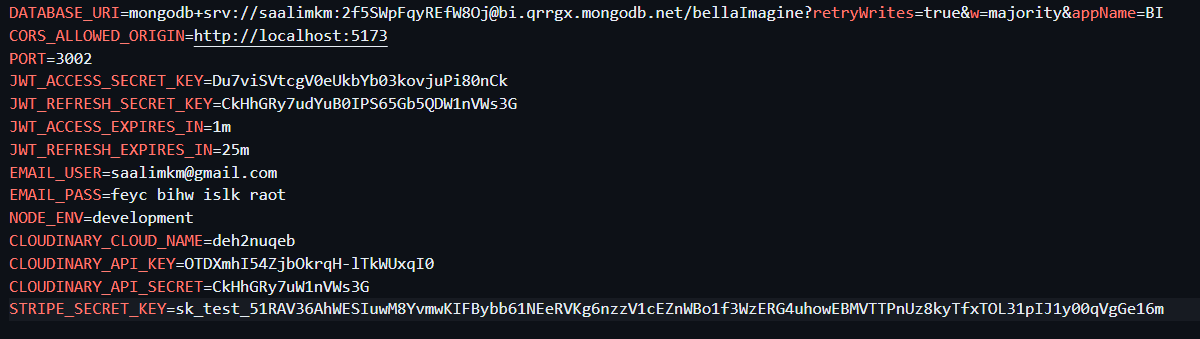 DATABASE_URI=mongodb+srv://saalimkm:2f5SWpFqyREfW8Oj@bi.qrrgx.mongodb.net/bellaImagine?retryWrites=true&w=majority&appName=BI
CORS_ALLOWED_ORIGIN=http://localhost:5173
PORT=3002
JWT_ACCESS_SECRET_KEY=Du7viSVtcgV0eUkbYb03kovjuPi80nCk
JWT_REFRESH_SECRET_KEY=CkHhGRy7udYuB0IPS65Gb5QDW1nVWs3G
JWT_ACCESS_EXPIRES_IN=1m
JWT_REFRESH_EXPIRES_IN=25m
EMAIL_USER=saalimkm@gmail.com
EMAIL_PASS=feyc bihw islk raot
NODE_ENV=development
CLOUDINARY_CLOUD_NAME=deh2nuqeb
CLOUDINARY_API_KEY=OTDXmhI54ZjbOkrqH-lTkWUxqI0
CLOUDINARY_API_SECRET=CkHhGRy7uW1nVWs3G
STRIPE_SECRET_KEY=sk_test_51RAV36AhWESIuwM8YvmwKIFBybb61NEeRVKg6nzzV1cEZnWBo1f3WzERG4uhowEBMVTTPnUz8kyTfxTOL31pIJ1y00qVgGe16m